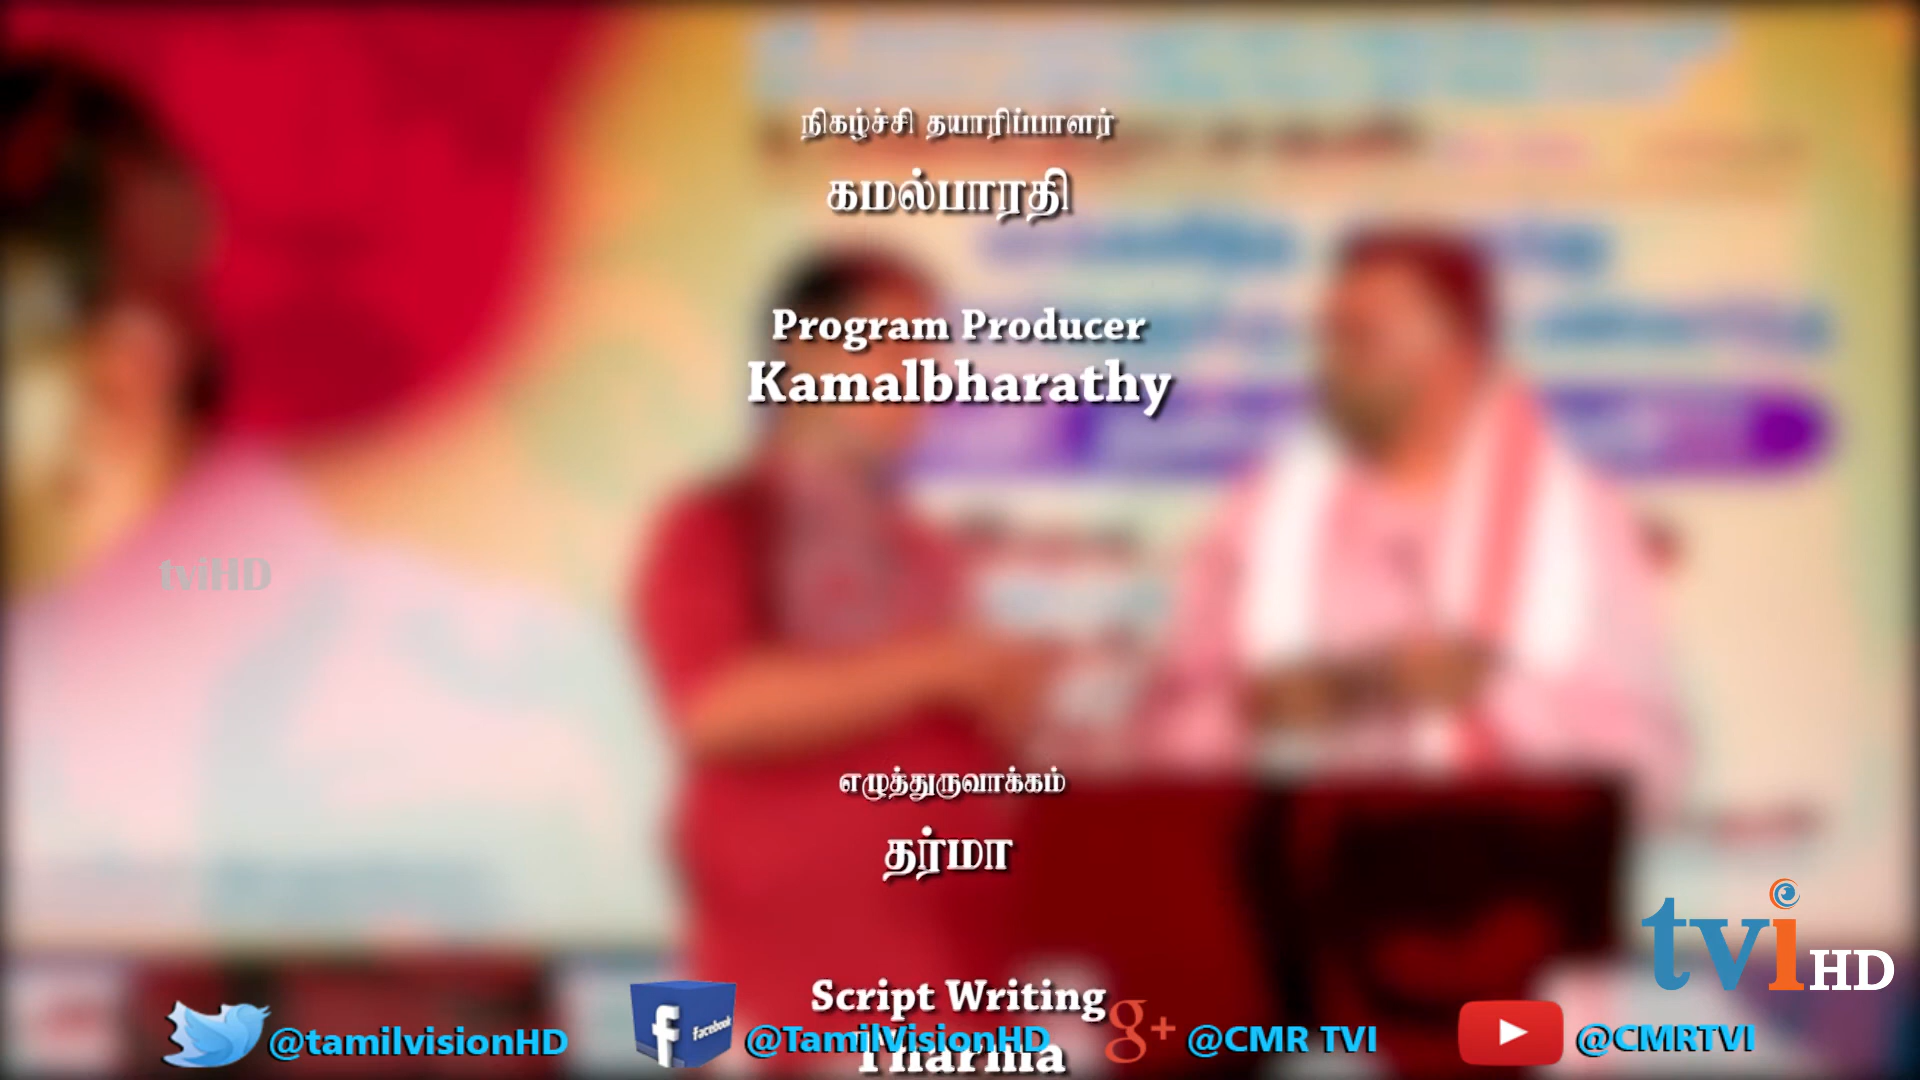 நிகழ்ச்சி தயாரிப்பாளர்
கமல்பாரதி
Program Producer
Kamalbharathy
tviHD
எழுத்துருவாக்கம்
தர்மா
Script Writing
Tharma
tvi HD
@tamilvisionHD
facebook
@TamilVisionHD
g+
@CMR TVI
@CMRTVI